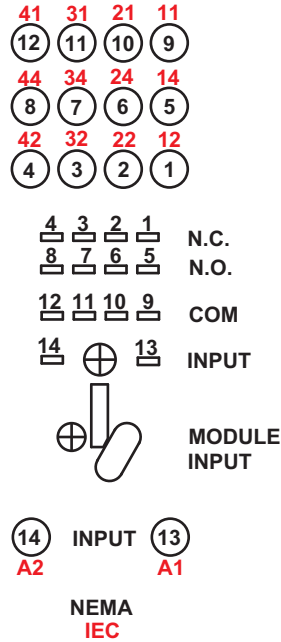 41 31 21 11
12 11 10 9
44 34 24 14
8 7 6 5
42 32 22 12
4 3 2 1
4 3 2 1 N.C.
8 7 6 5 N.O.
12 11 10 9 COM
14 13 INPUT
MODULE
INPUT
14 INPUT 13
A2 A1
NEMA
IEC